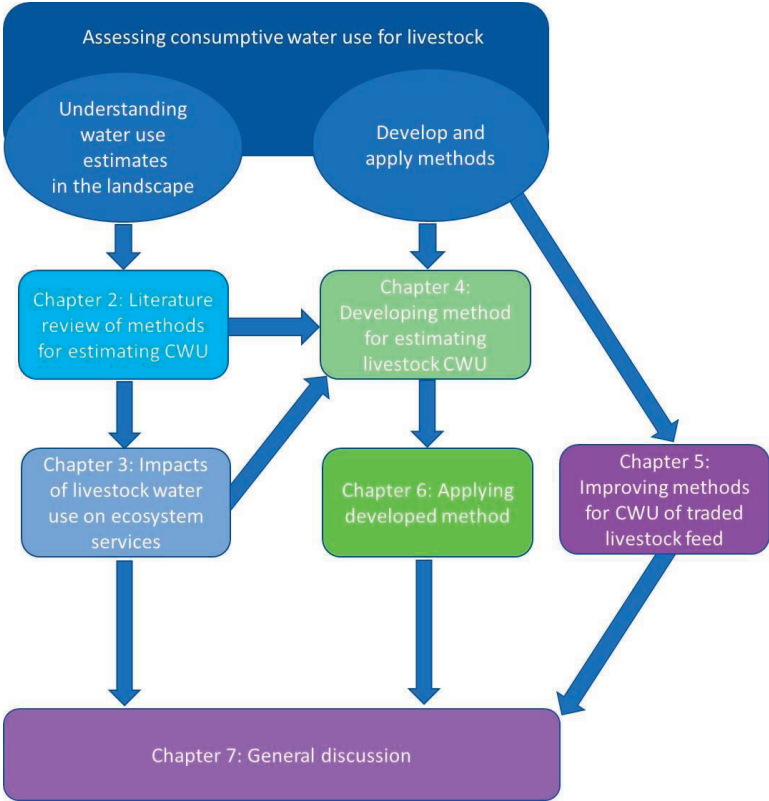 Assessing consumptive water use for livestock
Understanding
water use
estimates
in the landscape
Develop and
apply methods
Chapter 2: Literature
review of methods
for estimating CWU
Chapter 4:
Developing method
for estimating
livestock CWU
Chapter 3: Impacts
of livestock water
use on ecosystem
services
Chapter 6: Applying
developed method
Chapter 5:
Improving methods
for CWU of traded
livestock feed
Chapter 7: General discussion